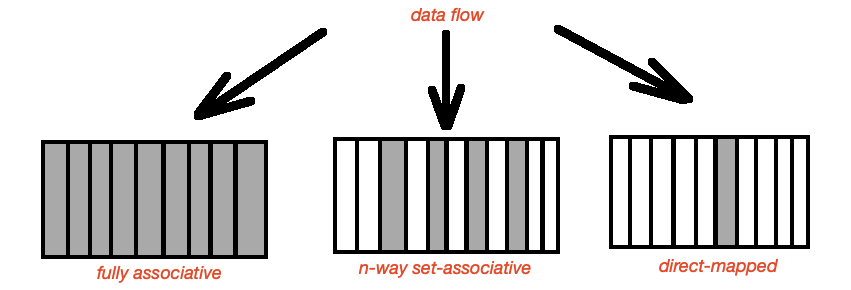 data flow
fully associative
n-way set-associative
direct-mapped